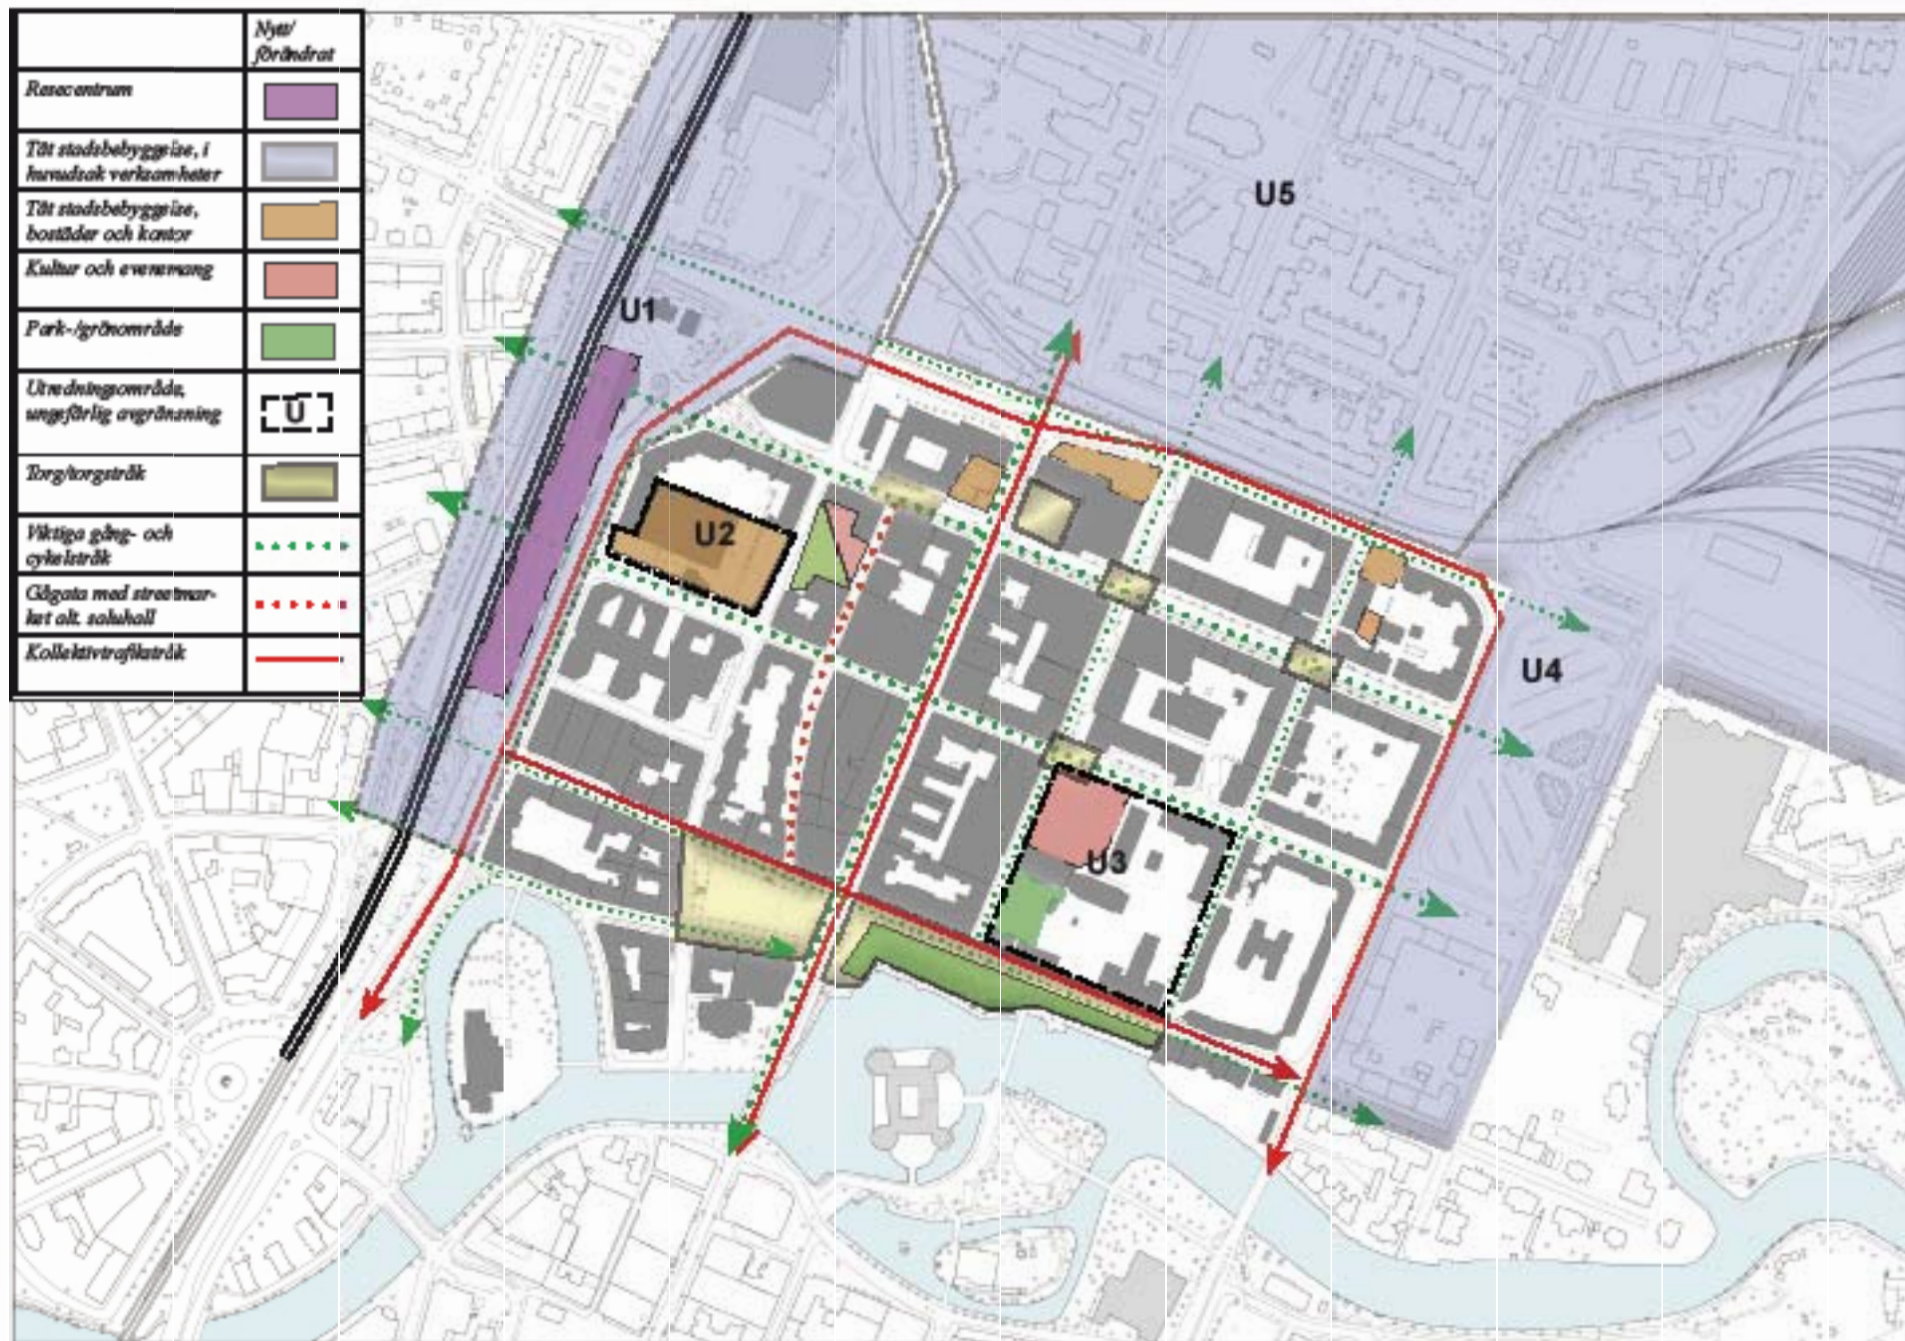 Nytt/
förändrat
Resecentrum
Tät stadsbebyggelse, i
huvudsak verksamheter
Tät stadsbebyggelse,
bostäder och kontor
Kultur och evenemang
Park-/grönområde
Utredningsområde,
ungefärlig avgränsning
U
Torg/torgstråk
Viktiga gång- och
cykelstråk
Gågata med streetmar-
ket alt. saluhall
Kollektivtrafikstråk
U5
U1
U2
U4
U3